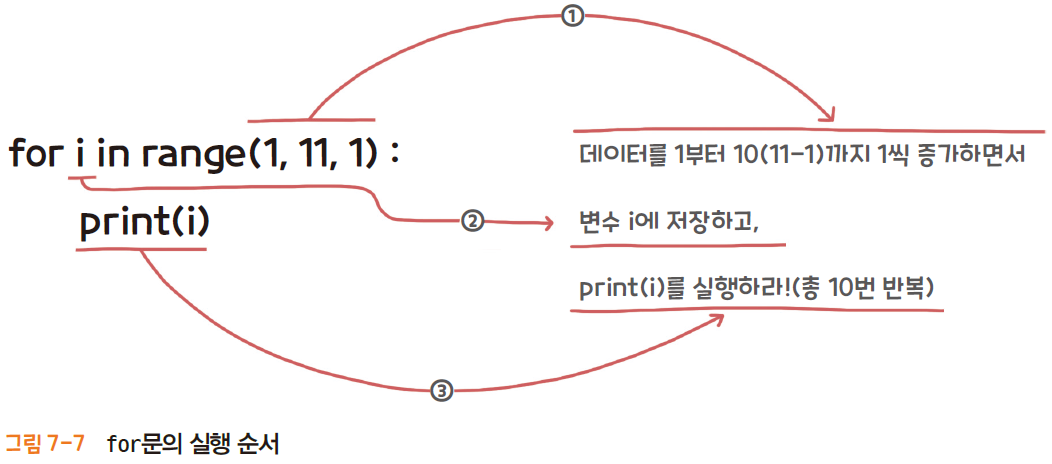 ①
for i in range(1, 11, 1) :
데이터를 1부터 10(11-1)까지 1씩 증가하면서
print(i)
②
변수 i에 저장하고,
print(i)를 실행하라!(총 10번 반복)
③
그림 7-7 for문의 실행 순서